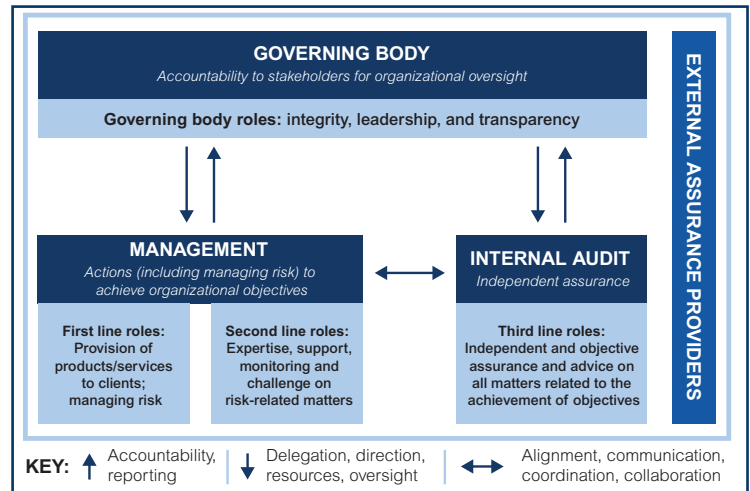 GOVERNING BODY
Accountability to stakeholders for organizational oversight
Governing body roles: integrity, leadership, and transparency
MANAGEMENT
Actions (including managing risk) to
achieve organizational objectives
First line roles:
Provision of
products/services
to clients;
managing risk
Second line roles:
Expertise, support,
monitoring and
challenge on
risk-related matters
INTERNAL AUDIT
Independent assurance
Third line roles:
Independent and objective
assurance and advice on
all matters related to the
achievement of objectives
EXTERNAL ASSURANCE PROVIDERS
KEY:
Accountability,
reporting
Delegation, direction,
resources, oversight
Alignment, communication,
coordination, collaboration